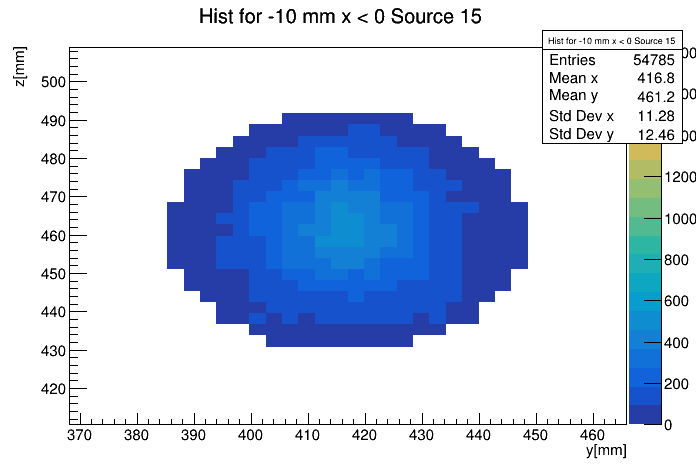 Hist for -10 mm x < 0 Source 15
Hist for -10 mm x < 0 Source 15
Entries 54785
Mean x 416.8
Mean y 461.2
Std Dev x 11.28
Std Dev y 12.46
z[mm]
500
490
480
470
460
450
440
430
420
370 380 390 400 410 420 430 440 450 460
y[mm]
1200
1000
800
600
400
200
0